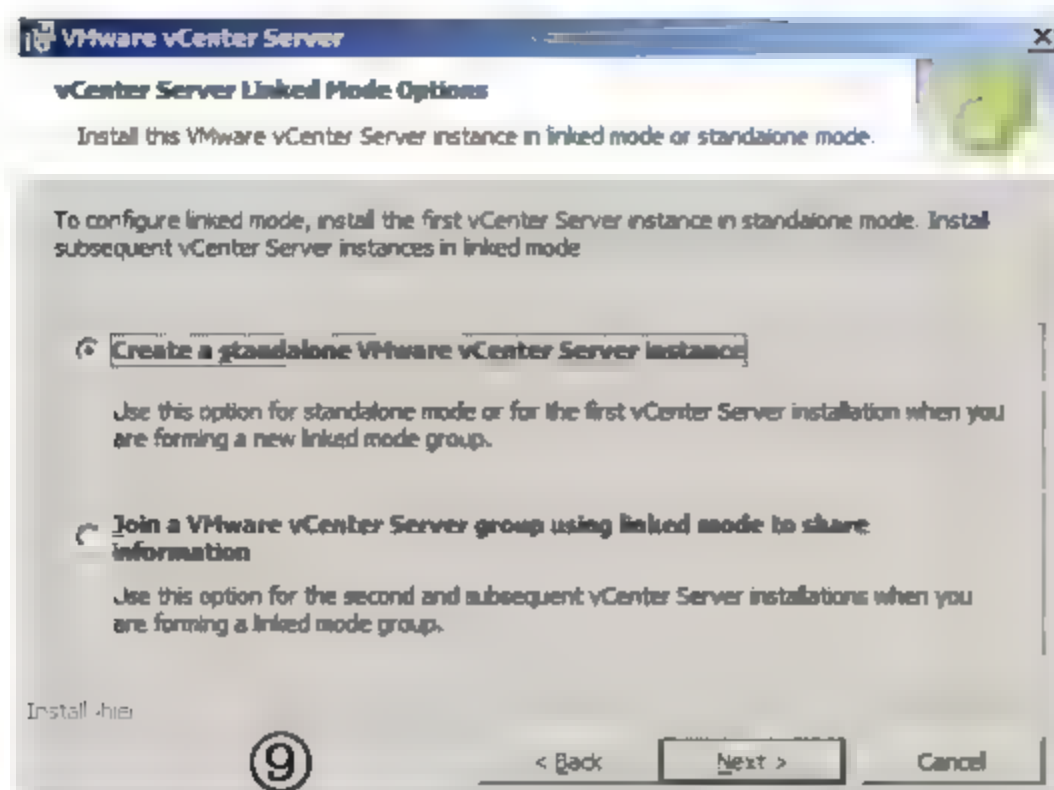 VMware vCenter Server
vCenter Server Linked Mode Options
Install this VMware vCenter Server instance in linked mode or standalone mode.
To configure linked mode, install the first vCenter Server instance in standalone mode. Install
subsequent vCenter Server instances in linked mode
Create a standalone VMware vCenter Server instance
Use this option for standalone mode or for the first vCenter Server installation when you
are forming a new linked mode group.
Join a VMware vCenter Server group using linked mode to share
information
Use this option for the second and subsequent vCenter Server installations when you
are forming a linked mode group.
⑨
< Back Next > Cancel